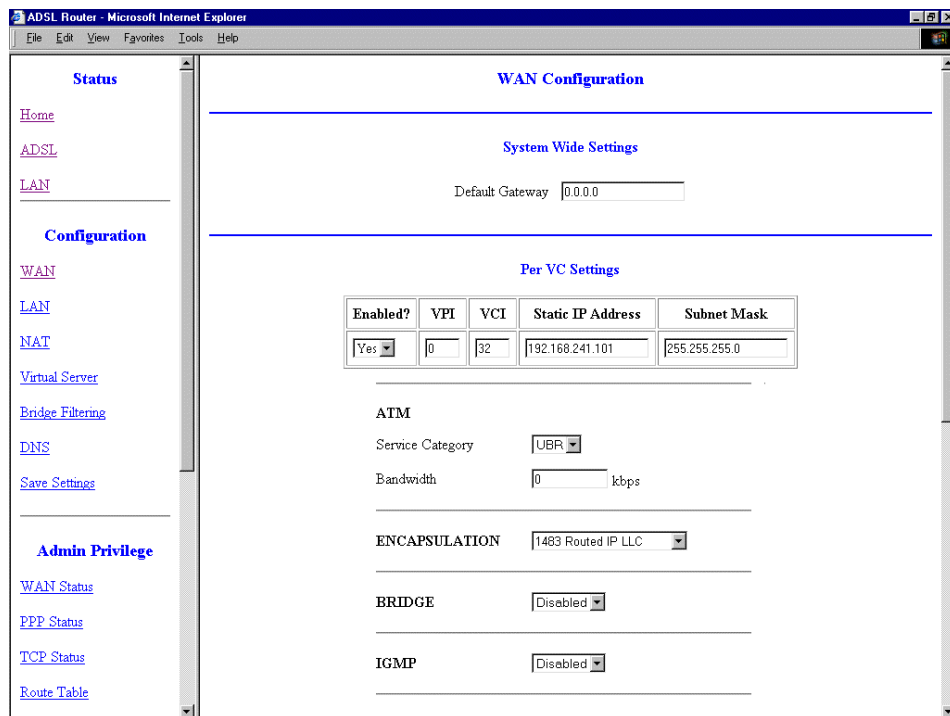 ADSL Router - Microsoft Internet Explorer
File Edit View Favorites Tools Help
Status
Home
ADSL
LAN
Configuration
WAN
LAN
NAT
Virtual Server
Bridge Filtering
DNS
Save Settings
Admin Privilege
WAN Status
PPP Status
TCP Status
Route Table
WAN Configuration
System Wide Settings
Default Gateway 0.0.0.0
Per VC Settings
Enabled? VPI VCI Static IP Address Subnet Mask
Yes 0 32 192.168.241.101 255.255.255.0
ATM
Service Category UBR
Bandwidth 0 kbps
ENCAPSULATION 1483 Routed IP LLC
BRIDGE Disabled
IGMP Disabled